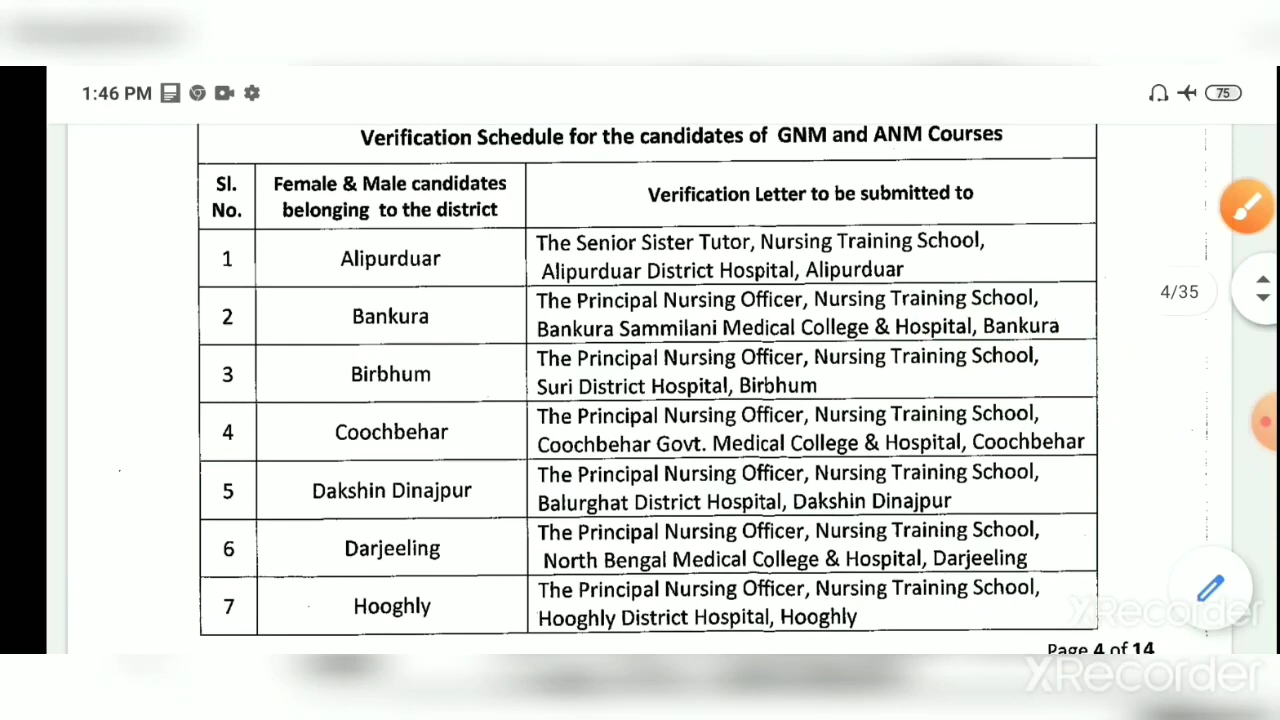 1:46 PM
75
Verification Schedule for the candidates of GNM and ANM Courses
Sl.
No.
Female & Male candidates
belonging to the district
Verification Letter to be submitted to
1
Alipurduar
The Senior Sister Tutor, Nursing Training School,
Alipurduar District Hospital, Alipurduar
2
Bankura
The Principal Nursing Officer, Nursing Training School,
Bankura Sammilani Medical College & Hospital, Bankura
3
Birbhum
The Principal Nursing Officer, Nursing Training School,
Suri District Hospital, Birbhum
4
Coochbehar
The Principal Nursing Officer, Nursing Training School,
Coochbehar Govt. Medical College & Hospital, Coochbehar
5
Dakshin Dinajpur
The Principal Nursing Officer, Nursing Training School,
Balurghat District Hospital, Dakshin Dinajpur
6
Darjeeling
The Principal Nursing Officer, Nursing Training School,
North Bengal Medical College & Hospital, Darjeeling
7
Hooghly
The Principal Nursing Officer, Nursing Training School,
Hooghly District Hospital, Hooghly
4/35
Page 4 of 14
XRecorder
XRecorder